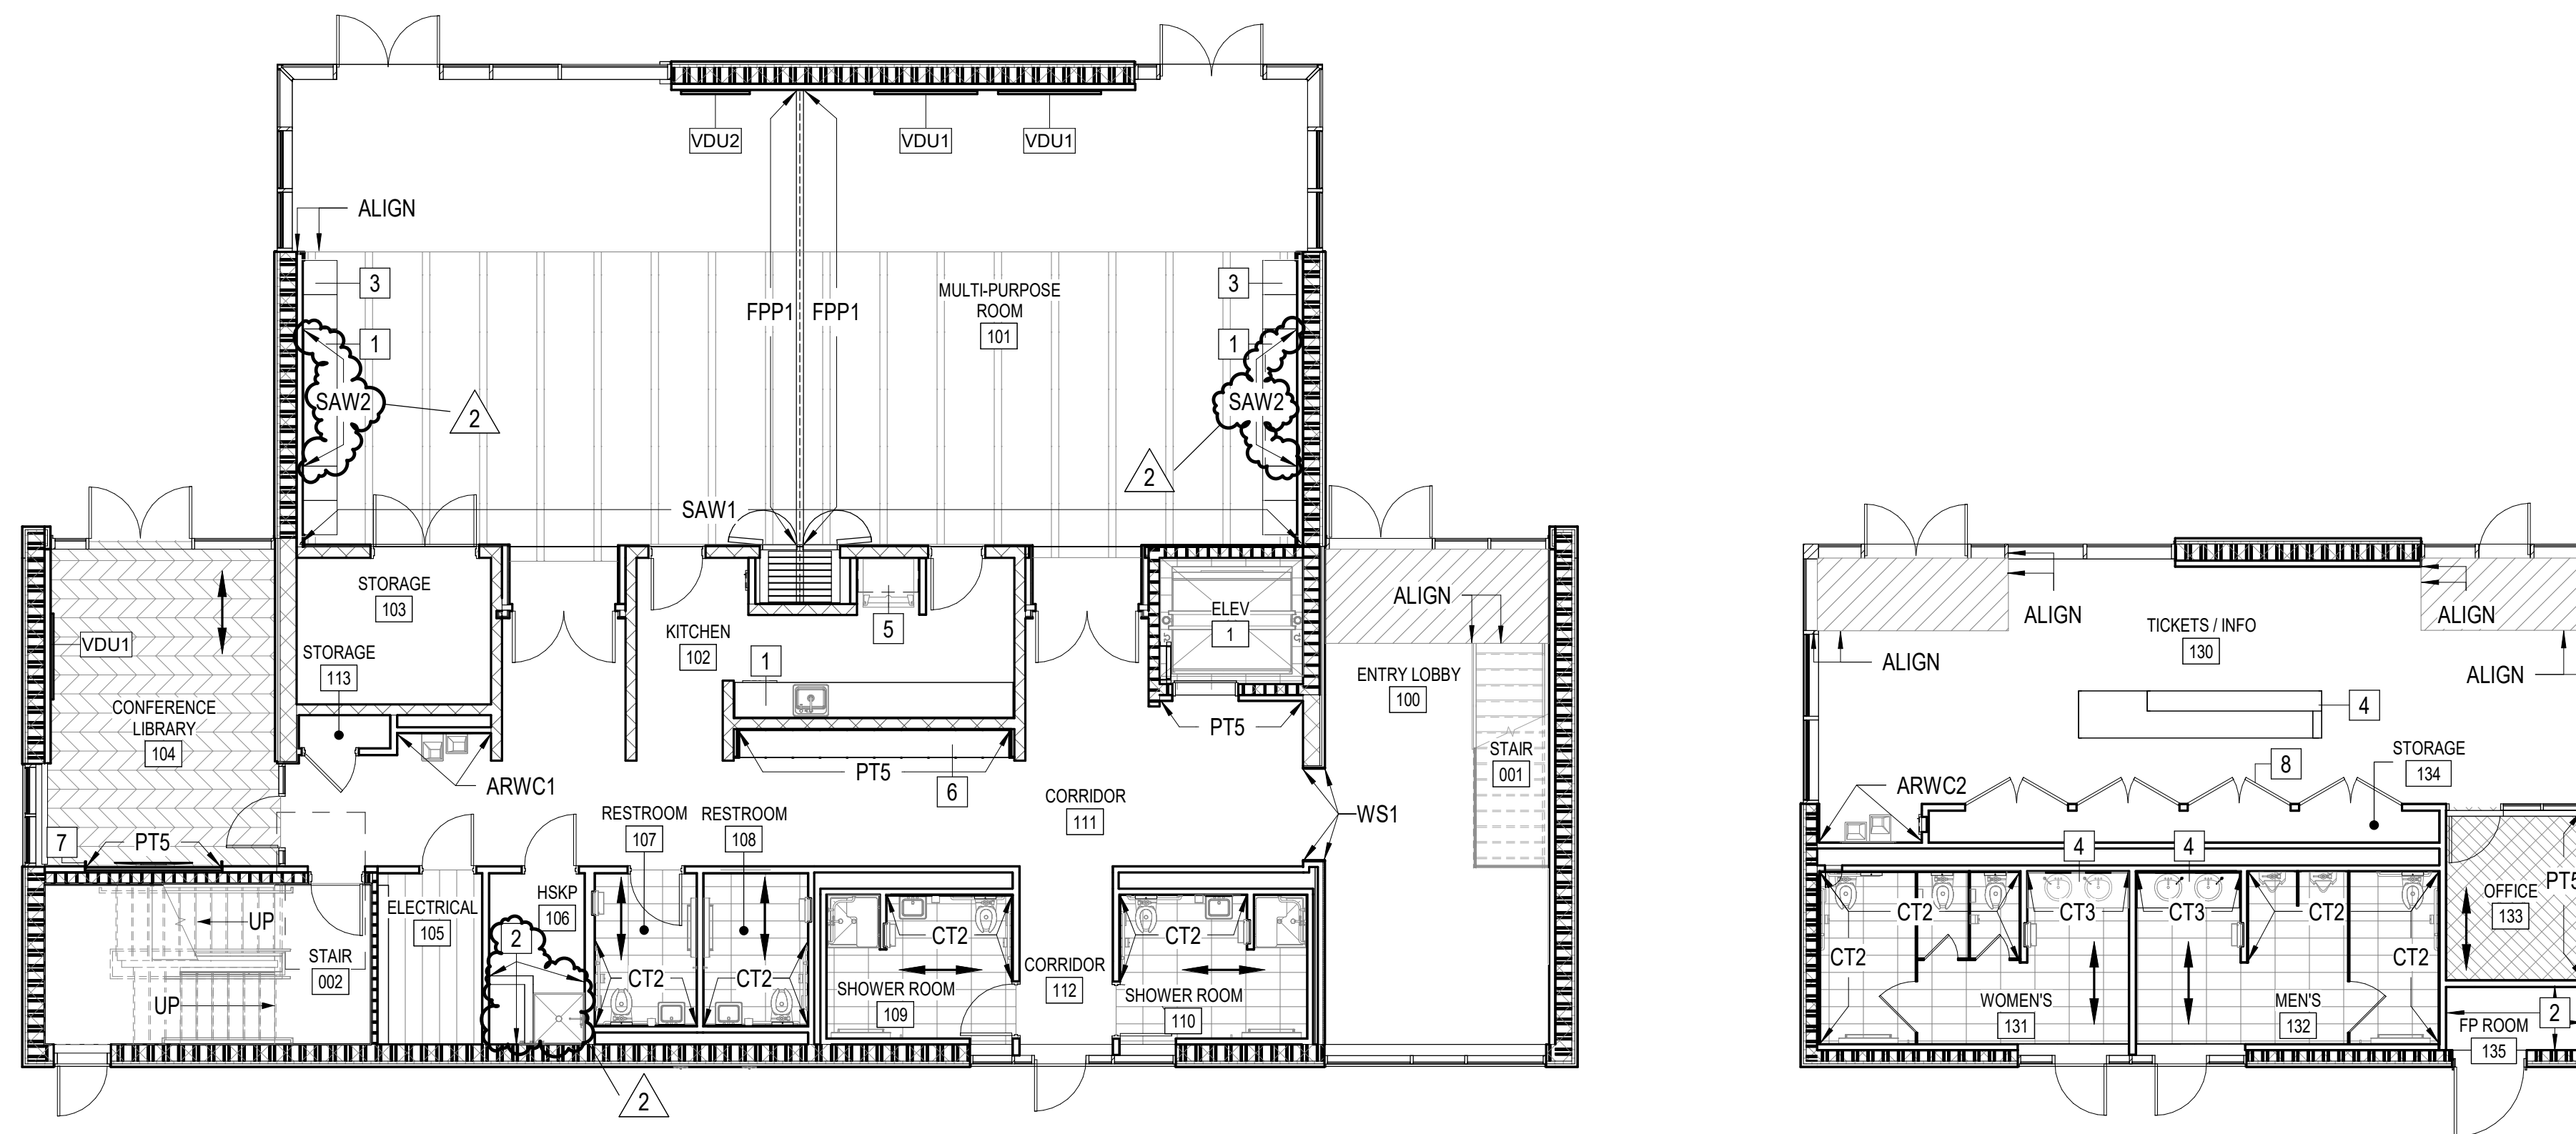 VDU2
VDU1
VDU1
ALIGN
3
1
SAW2
2
FPP1
FPP1
MULTI-PURPOSE
ROOM
101
3
1
SAW2
2
SAW1
STORAGE
103
STORAGE
113
VDU1
CONFERENCE
LIBRARY
104
7
PT5
ARWC1
KITCHEN
102
1
5
PT5
6
ELEV
1
PT5
ALIGN
ENTRY LOBBY
100
STAIR
001
WS1
CORRIDOR
111
RESTROOM
107
RESTROOM
108
UP
UP
STAIR
002
ELECTRICAL
105
HSKP
106
2
2
CT2
CT2
CT2
SHOWER ROOM
109
CORRIDOR
112
CT2
SHOWER ROOM
110
ALIGN
ALIGN
ALIGN
ALIGN
TICKETS / INFO
130
4
8
STORAGE
134
ARWC2
4
4
CT2
CT2
CT3
CT3
CT2
CT2
WOMEN'S
131
MEN'S
132
OFFICE
133
PT5
FP ROOM
135
2